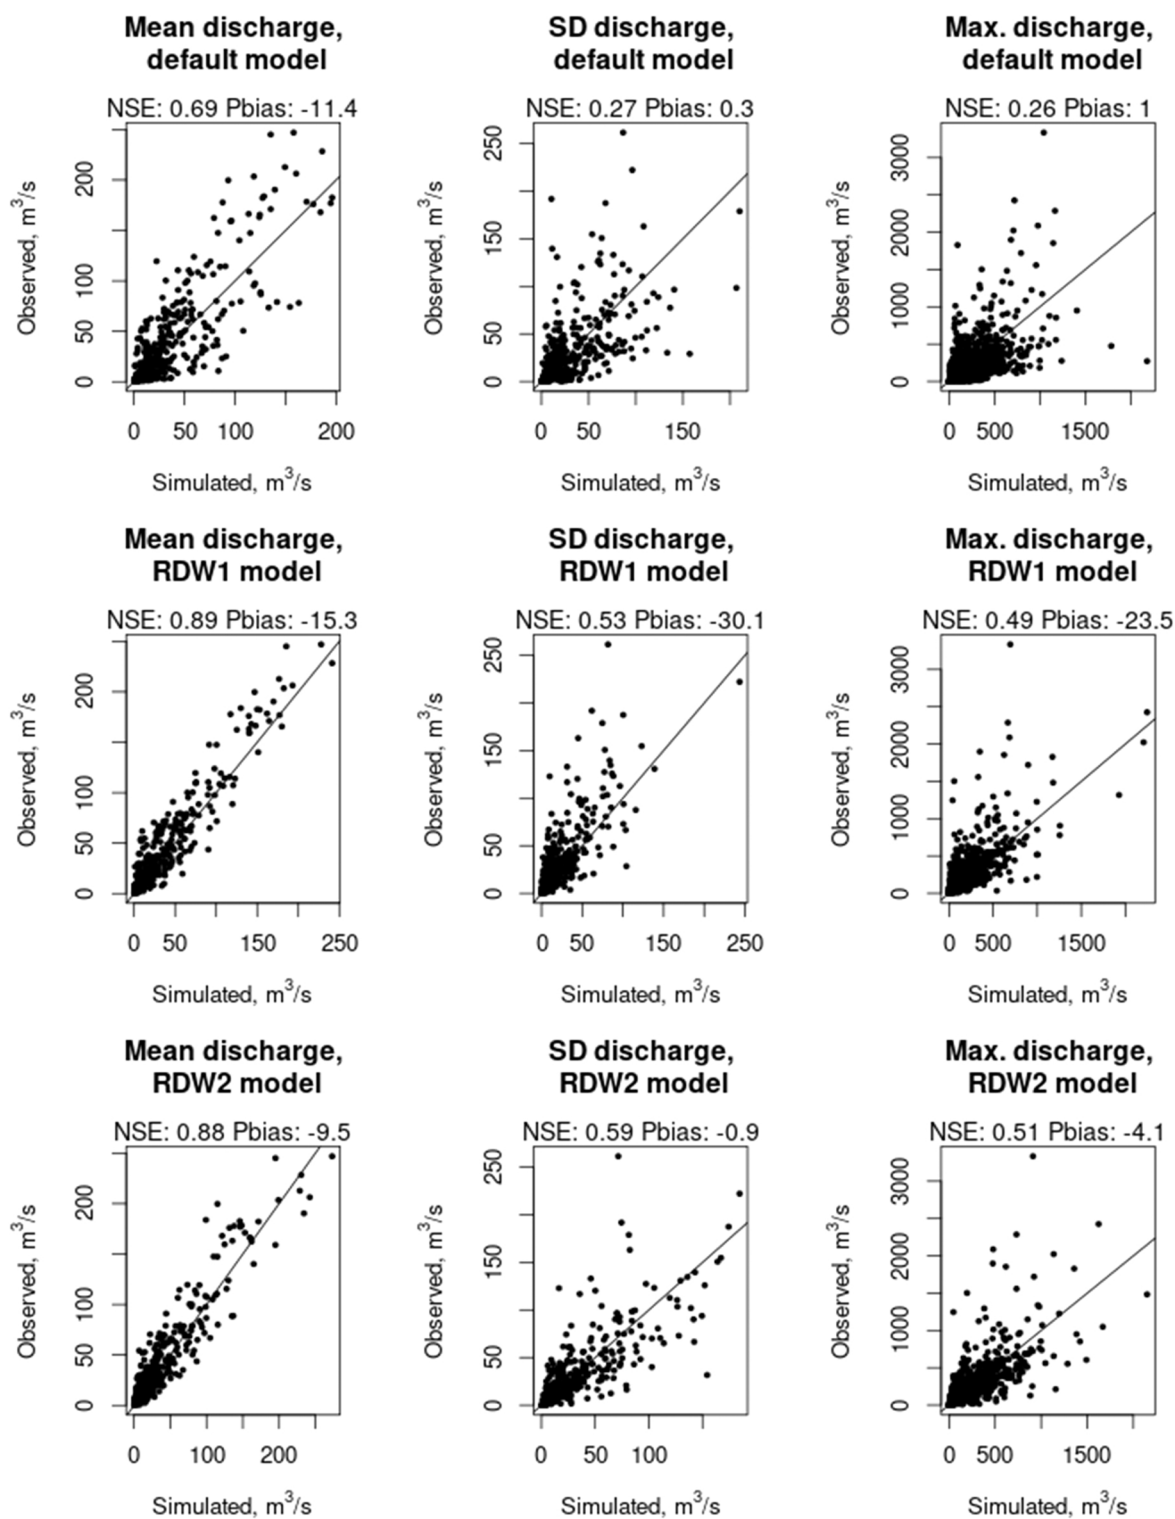 Mean discharge,
default model
NSE: 0.69 Pbias: -11.4
Observed, m³/s
0 50 100 200
0 50 100 200
Simulated, m³/s
SD discharge,
default model
NSE: 0.27 Pbias: 0.3
Observed, m³/s
0 50 150 250
0 50 150
Simulated, m³/s
Max. discharge,
default model
NSE: 0.26 Pbias: 1
Observed, m³/s
0 1000 2000 3000
0 500 1500
Simulated, m³/s
Mean discharge,
RDW1 model
NSE: 0.89 Pbias: -15.3
Observed, m³/s
0 50 100 200
0 50 150 250
Simulated, m³/s
SD discharge,
RDW1 model
NSE: 0.53 Pbias: -30.1
Observed, m³/s
0 50 150 250
0 50 150 250
Simulated, m³/s
Max. discharge,
RDW1 model
NSE: 0.49 Pbias: -23.5
Observed, m³/s
0 1000 2000 3000
0 500 1500
Simulated, m³/s
Mean discharge,
RDW2 model
NSE: 0.88 Pbias: -9.5
Observed, m³/s
0 50 100 200
0 100 200
Simulated, m³/s
SD discharge,
RDW2 model
NSE: 0.59 Pbias: -0.9
Observed, m³/s
0 50 150 250
0 50 100
Simulated, m³/s
Max. discharge,
RDW2 model
NSE: 0.51 Pbias: -4.1
Observed, m³/s
0 1000 2000 3000
0 500 1500
Simulated, m³/s